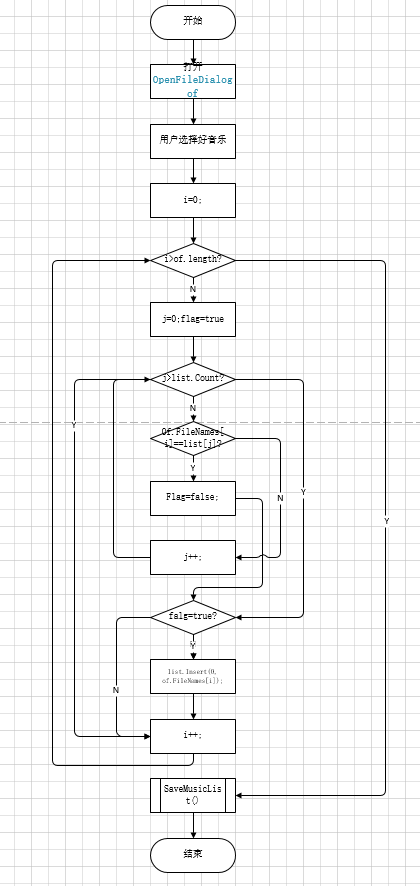 开始
打开
OpenFileDialog
of
用户选择好音乐
i=0;
i>of.length?
N
j=0;flag=true
j>list.Count?
N
Y
Of.FileNames[
i]==list[j]?
Y
N
Y
Flag=false;
Y
j++;
falg=true?
Y
N
list.Insert(0,
of.FileNames[i]);
i++;
SaveMusicLis
t()
结束